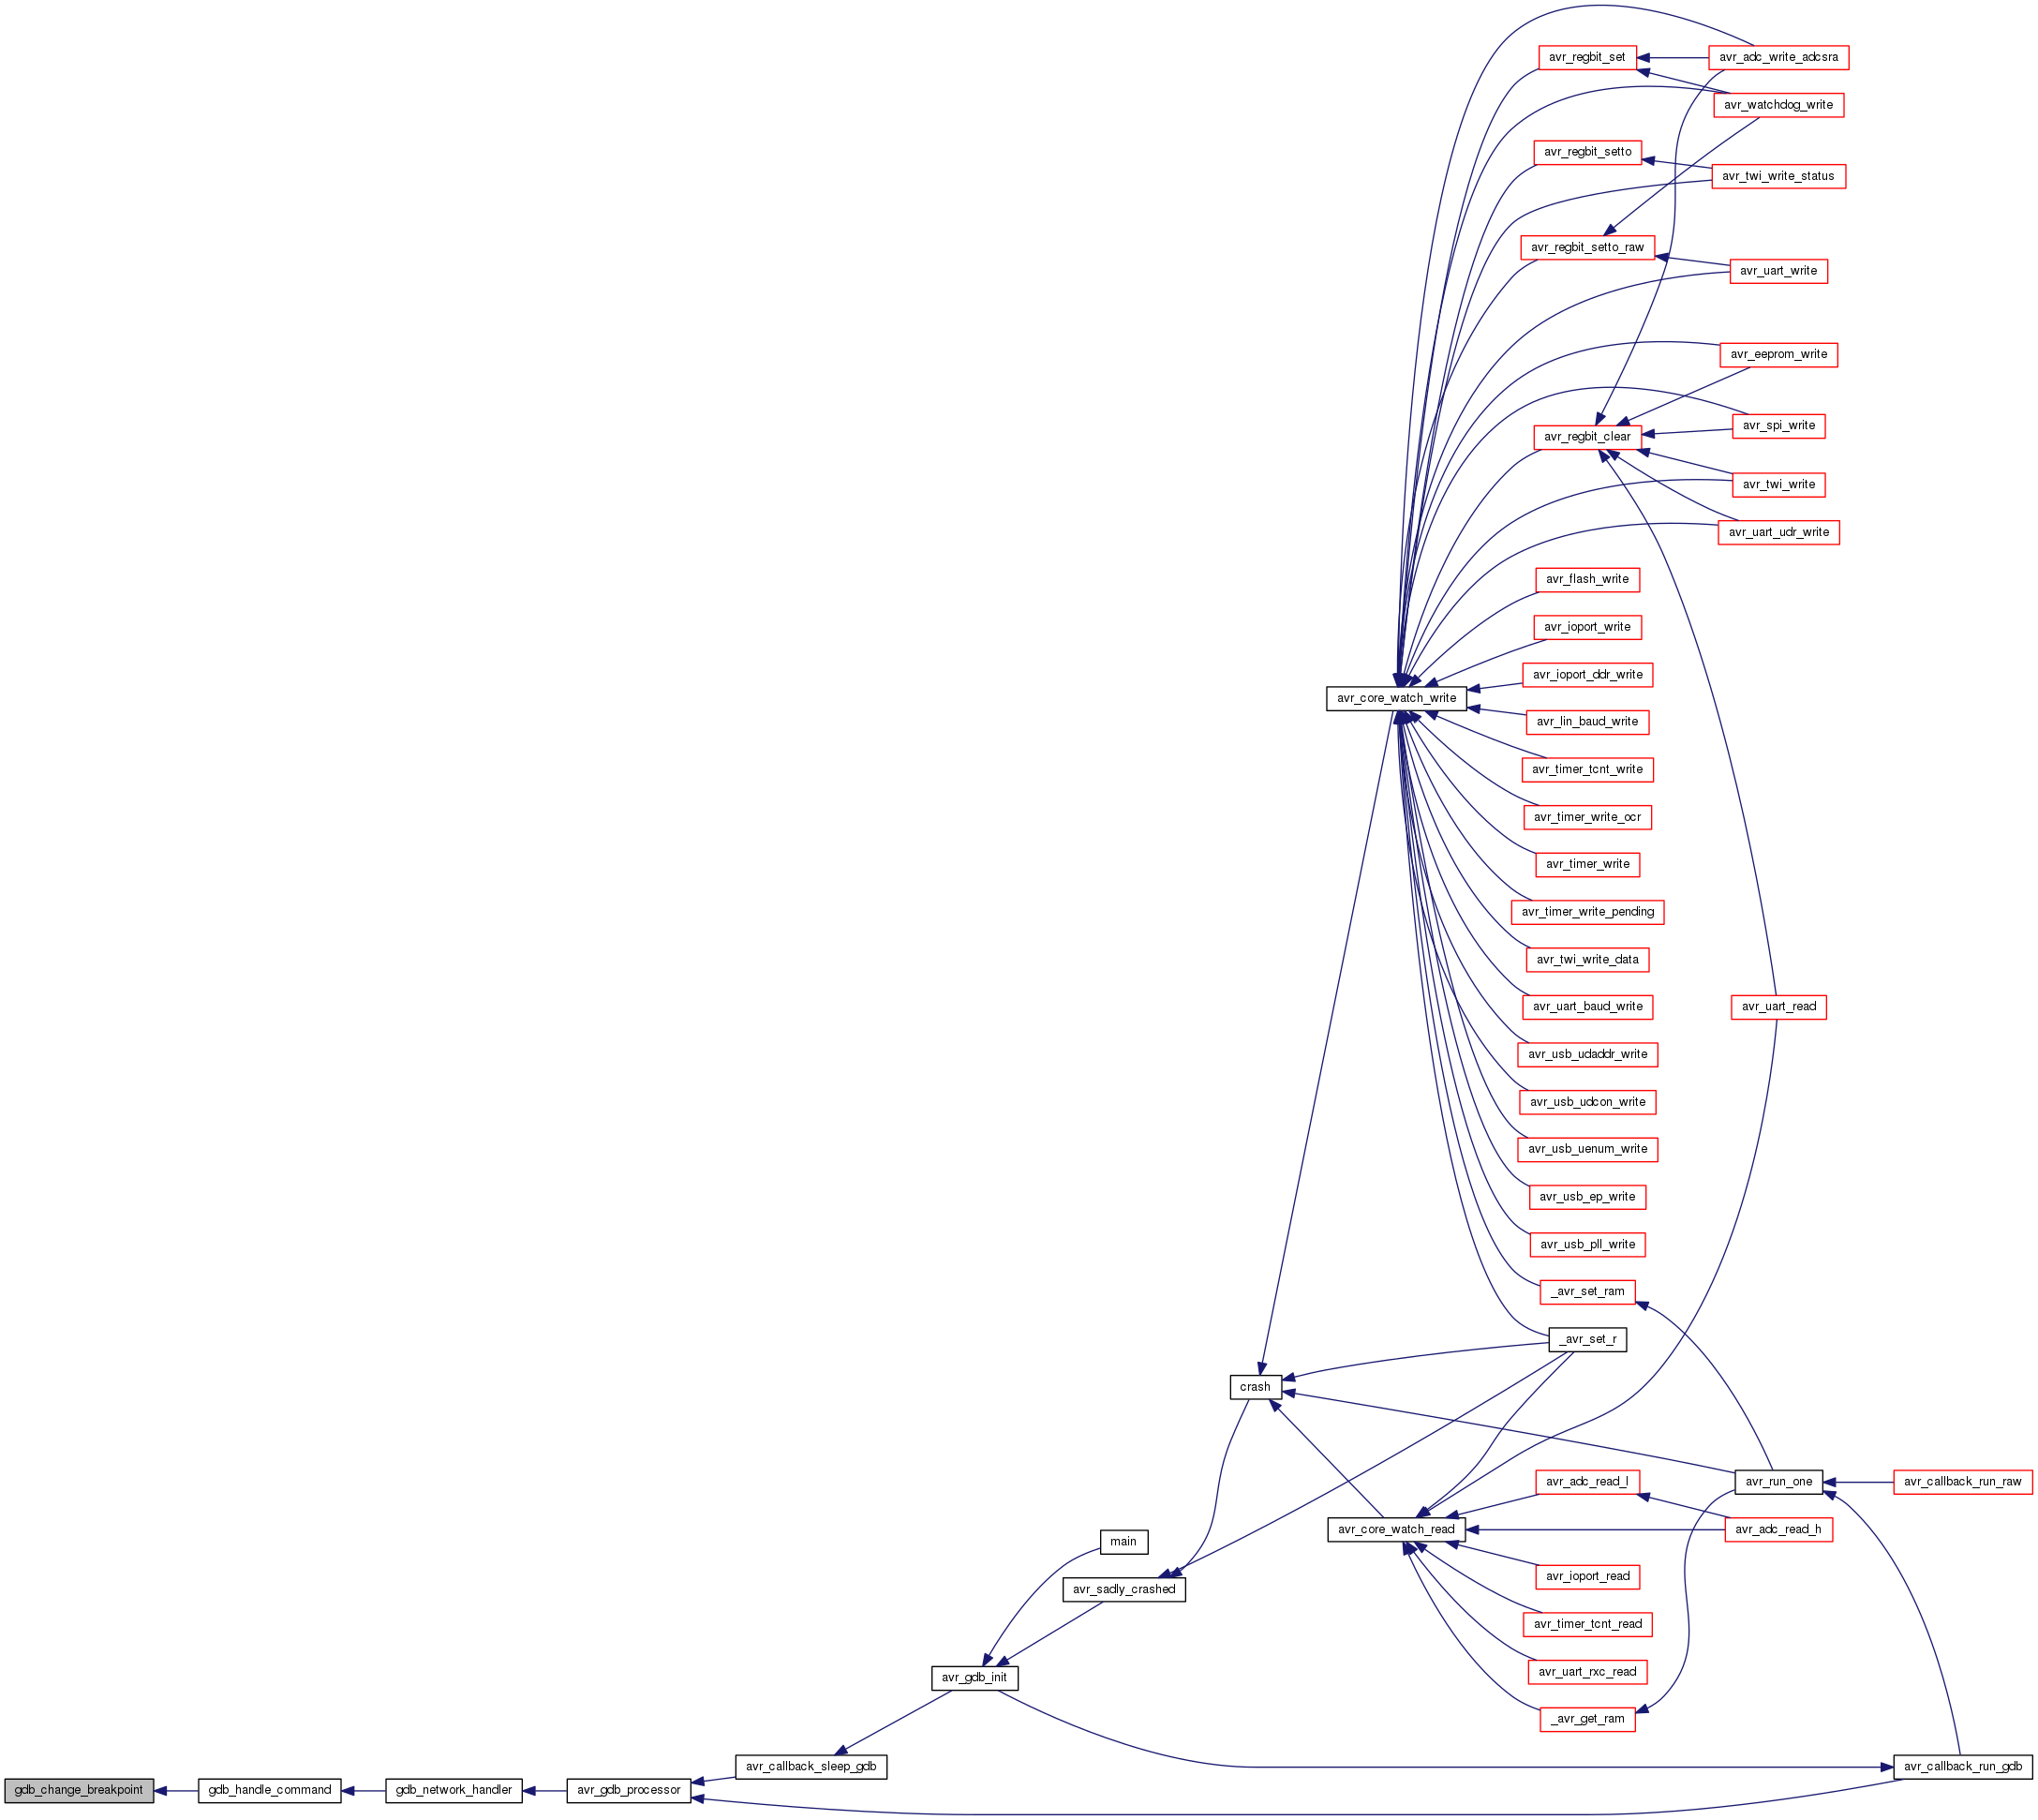 avr_regbit_set
avr_adc_write_adcsra
avr_watchdog_write
avr_regbit_setto
avr_twi_write_status
avr_regbit_setto_raw
avr_uart_write
avr_eeprom_write
avr_spi_write
avr_regbit_clear
avr_twi_write
avr_uart_udr_write
avr_flash_write
avr_ioport_write
avr_ioport_ddr_write
avr_core_watch_write
avr_lin_baud_write
avr_timer_tcnt_write
avr_timer_write_ocr
avr_timer_write
avr_timer_write_pending
avr_twi_write_data
avr_uart_baud_write
avr_uart_read
avr_usb_udaddr_write
avr_usb_udcon_write
avr_usb_uenum_write
avr_usb_ep_write
avr_usb_pll_write
_avr_set_ram
_avr_set_r
crash
avr_adc_read_l
avr_run_one
avr_callback_run_raw
avr_core_watch_read
avr_adc_read_h
main
avr_ioport_read
avr_sadly_crashed
avr_timer_tcnt_read
avr_gdb_init
avr_uart_rxc_read
_avr_get_ram
avr_callback_sleep_gdb
avr_callback_run_gdb
gdb_change_breakpoint
gdb_handle_command
gdb_network_handler
avr_gdb_processor